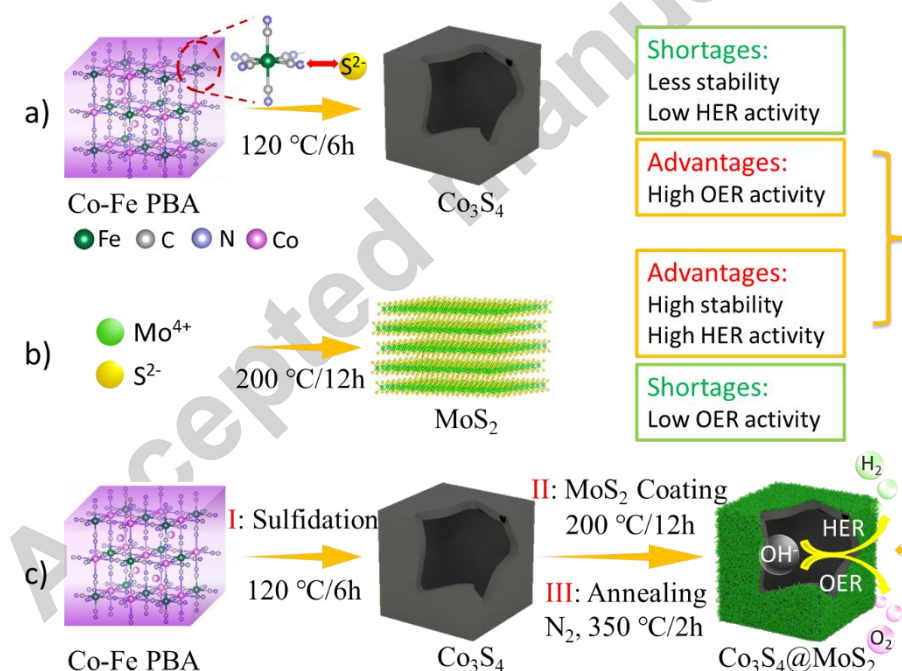 Accepted manu
a)
S²⁻
120 ℃/6h
Co-Fe PBA
Co₃S₄
Fe C N Co
Shortages:
Less stability
Low HER activity
Advantages:
High OER activity
b)
Mo⁴⁺
S²⁻
200 ℃/12h
MoS₂
Advantages:
High stability
High HER activity
Shortages:
Low OER activity
c)
Co-Fe PBA
I: Sulfidation
120 ℃/6h
Co₃S₄
II: MoS₂ Coating
200 ℃/12h
III: Annealing
N₂, 350 ℃/2h
H₂
HER
OH⁻
OER
O₂
Co₃S₄@MoS₂